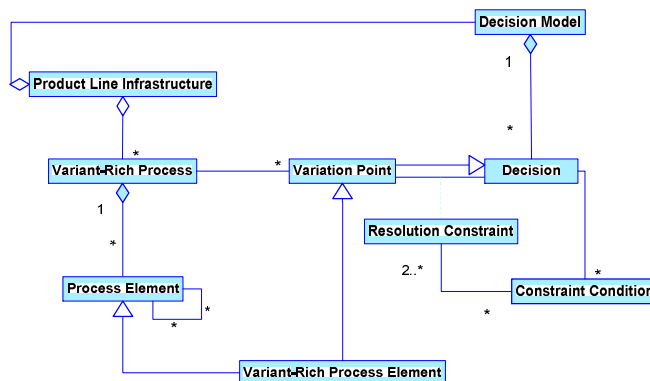 Decision Model
1
*
Product Line Infrastructure
*
Variant-Rich Process
*
Variation Point
Decision
1
*
Resolution Constraint
2..*
*
*
Constraint Condition
Process Element
*
*
Variant-Rich Process Element